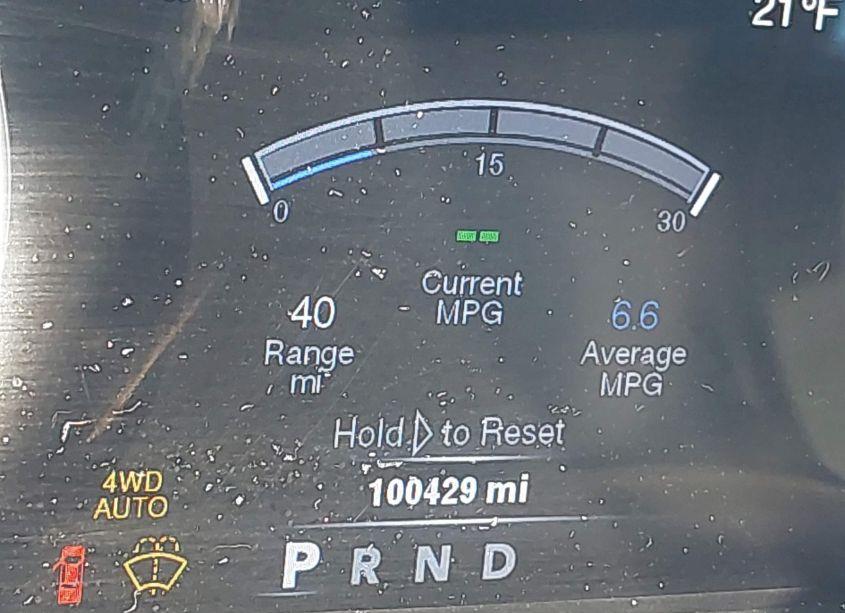 21°F
15
0
30
Current
MPG
40
Range
mi
6.6
Average
MPG
Hold ▷ to Reset
4WD
AUTO
100429 mi
P R N D